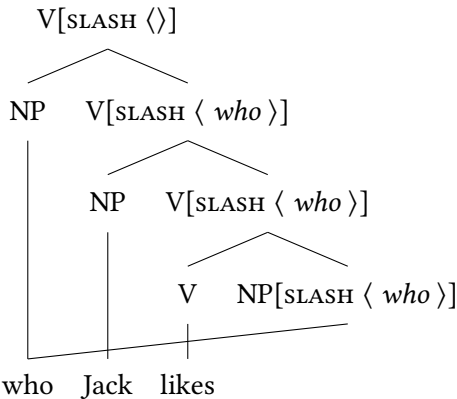 V[SLASH ⟨⟩]
NP V[SLASH ⟨ who ⟩]
NP V[SLASH ⟨ who ⟩]
V NP[SLASH ⟨ who ⟩]
who Jack likes